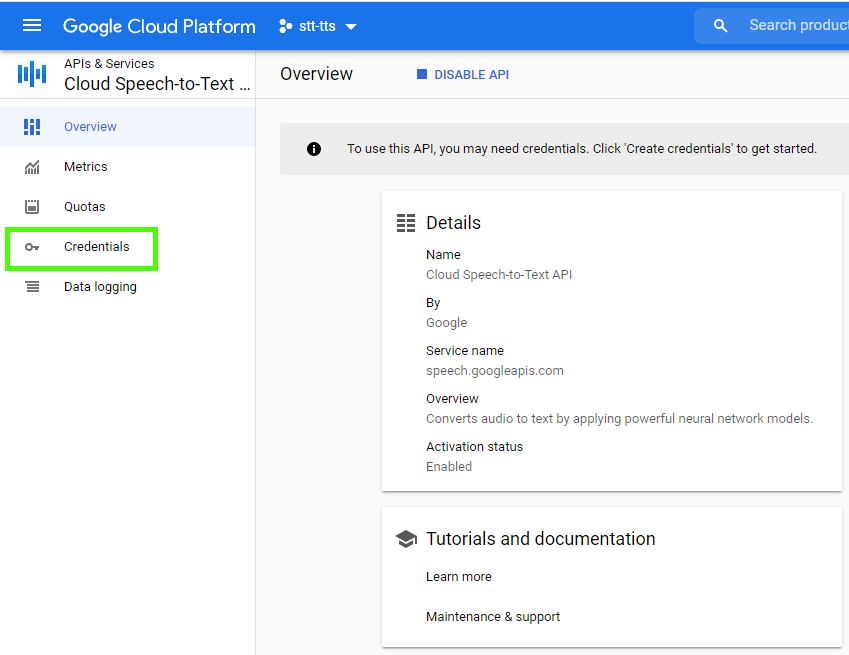 Google Cloud Platform
stt-tts
Search product
APIs & Services
Cloud Speech-to-Text ...
Overview
DISABLE API
Overview
Metrics
Quotas
Credentials
Data logging
To use this API, you may need credentials. Click 'Create credentials' to get started.
Details
Name
Cloud Speech-to-Text API
By
Google
Service name
speech.googleapis.com
Overview
Converts audio to text by applying powerful neural network models.
Activation status
Enabled
Tutorials and documentation
Learn more
Maintenance & support